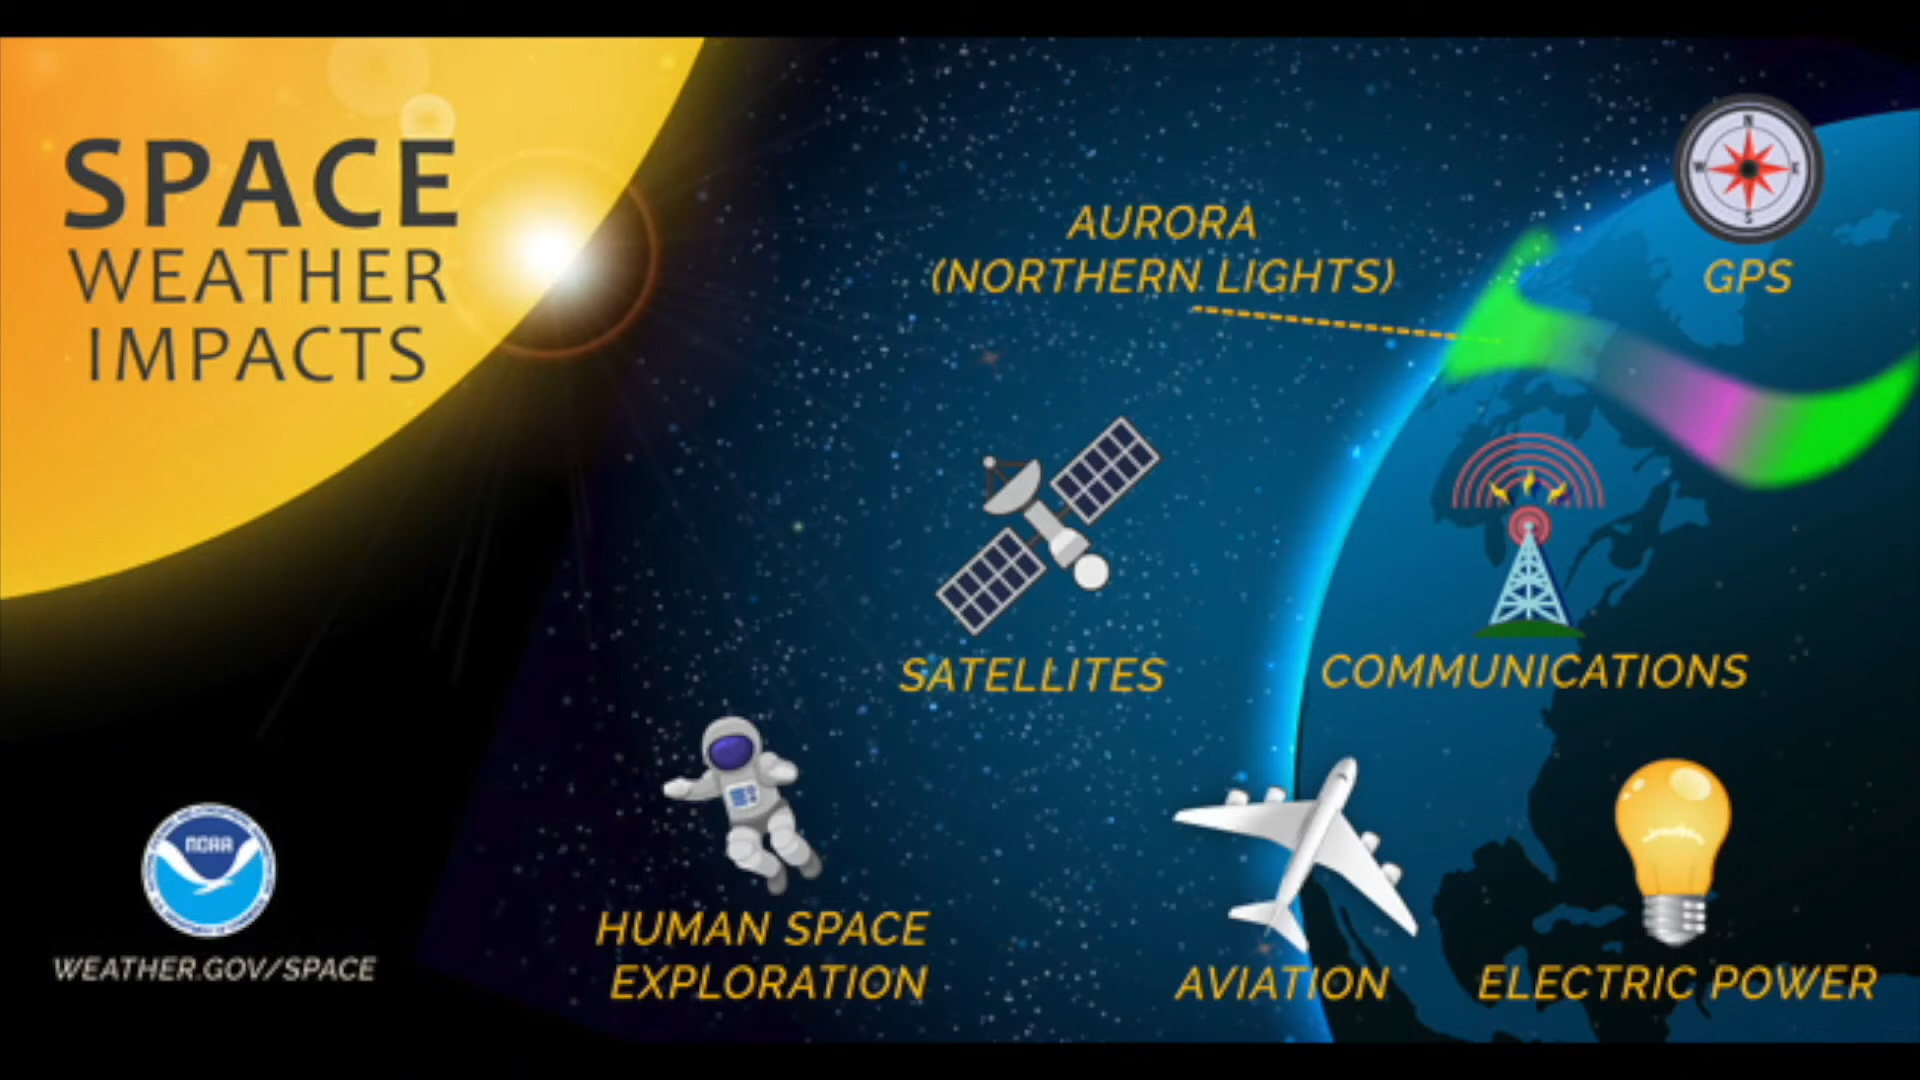 SPACE
WEATHER
IMPACTS
AURORA
(NORTHERN LIGHTS)
N
W
E
S
GPS
SATELLITES
COMMUNICATIONS
HUMAN SPACE
EXPLORATION
AVIATION
ELECTRIC POWER
NOAA
WEATHER.GOV/SPACE